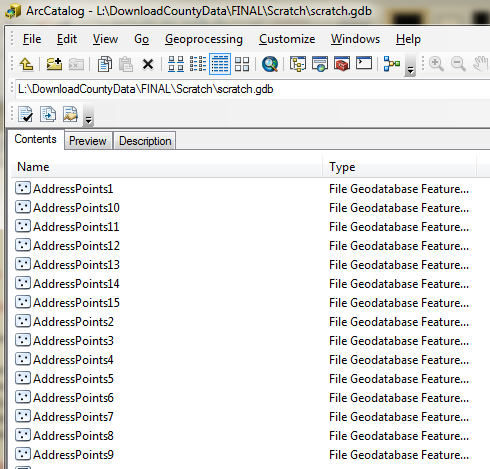 ArcCatalog - L:\DownloadCountyData\FINAL\Scratch\scratch.gdb
File Edit View Go Geoprocessing Customize Windows Help
L:\DownloadCountyData\FINAL\Scratch\scratch.gdb
Contents Preview Description
Name Type
AddressPoints1 File Geodatabase Feature...
AddressPoints10 File Geodatabase Feature...
AddressPoints11 File Geodatabase Feature...
AddressPoints12 File Geodatabase Feature...
AddressPoints13 File Geodatabase Feature...
AddressPoints14 File Geodatabase Feature...
AddressPoints15 File Geodatabase Feature...
AddressPoints2 File Geodatabase Feature...
AddressPoints3 File Geodatabase Feature...
AddressPoints4 File Geodatabase Feature...
AddressPoints5 File Geodatabase Feature...
AddressPoints6 File Geodatabase Feature...
AddressPoints7 File Geodatabase Feature...
AddressPoints8 File Geodatabase Feature...
AddressPoints9 File Geodatabase Feature...